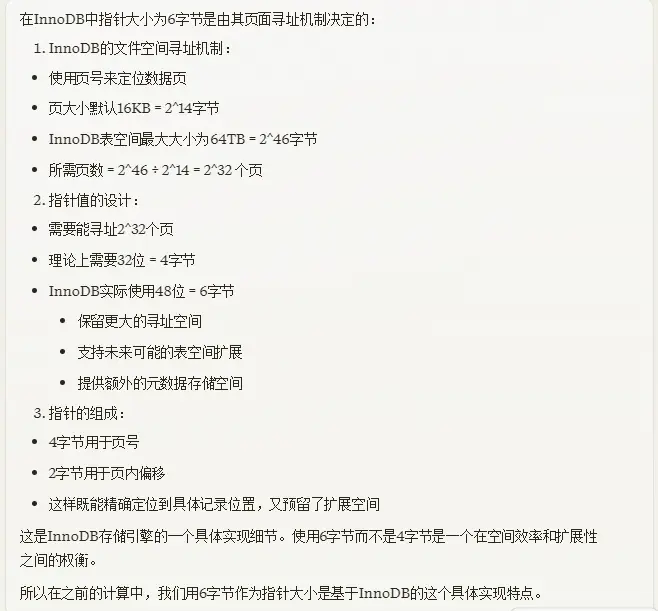 在InnoDB中指针大小为6字节是由其页面寻址机制决定的：
1. InnoDB的文件空间寻址机制：
• 使用页号来定位数据页
• 页大小默认16KB = 2^14字节
• InnoDB表空间最大大小为64TB = 2^46字节
• 所需页数 = 2^46 ÷ 2^14 = 2^32 个页
2. 指针值的设计：
• 需要能寻址2^32个页
• 理论上需要32位 = 4字节
• InnoDB实际使用48位 = 6字节
• 保留更大的寻址空间
• 支持未来可能的表空间扩展
• 提供额外的元数据存储空间
3. 指针的组成：
• 4字节用于页号
• 2字节用于页内偏移
• 这样既能精确定位到具体记录位置，又预留了扩展空间
这是InnoDB存储引擎的一个具体实现细节。使用6字节而不是4字节是一个在空间效率和扩展性
之间的权衡。
所以在之前的计算中，我们用6字节作为指针大小是基于InnoDB的这个具体实现特点。